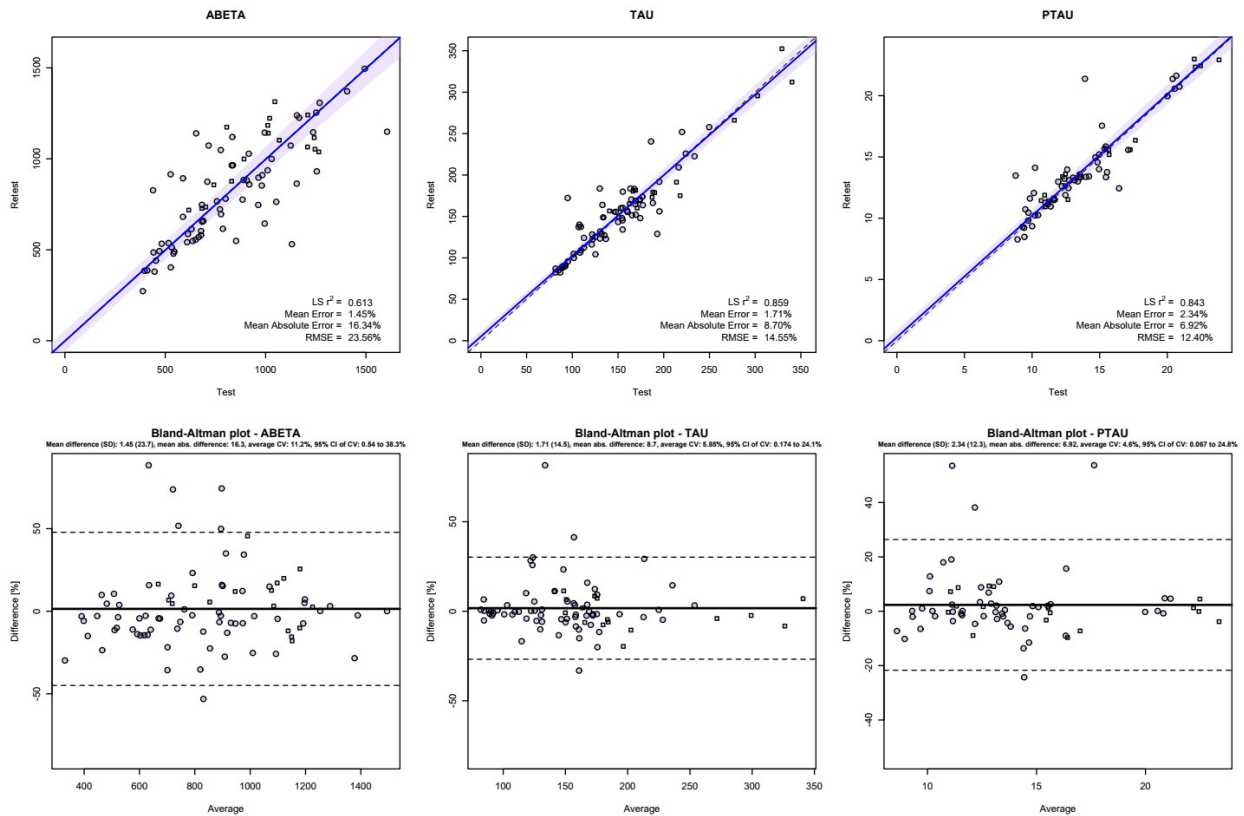 ABETA
TAU
PTAU
Retest
1500
1000
500
0
LS r² = 0.613
Mean Error = 1.45%
Mean Absolute Error = 16.34%
RMSE = 23.56%
0 500 1000 1500
Test
Retest
350
300
250
200
150
100
50
0
LS r² = 0.859
Mean Error = 1.71%
Mean Absolute Error = 8.70%
RMSE = 14.55%
0 50 100 150 200 250 300 350
Test
Retest
20
15
10
5
0
LS r² = 0.843
Mean Error = 2.34%
Mean Absolute Error = 6.92%
RMSE = 12.40%
0 5 10 15 20
Test
Bland-Altman plot - ABETA
Mean difference (SD): 1.45 (23.7), mean abs. difference: 16.3, average CV: 11.2%, 95% CI of CV: 0.54 to 38.3%
Difference [%]
50
0
-50
400 600 800 1000 1200 1400
Average
Bland-Altman plot - TAU
Mean difference (SD): 1.71 (14.5), mean abs. difference: 8.7, average CV: 5.85%, 95% CI of CV: 0.174 to 24.1%
Difference [%]
50
0
-50
100 150 200 250 300 350
Average
Bland-Altman plot - PTAU
Mean difference (SD): 2.34 (12.3), mean abs. difference: 6.92, average CV: 4.6%, 95% CI of CV: 0.067 to 24.8%
Difference [%]
40
20
0
-20
-40
10 15 20
Average